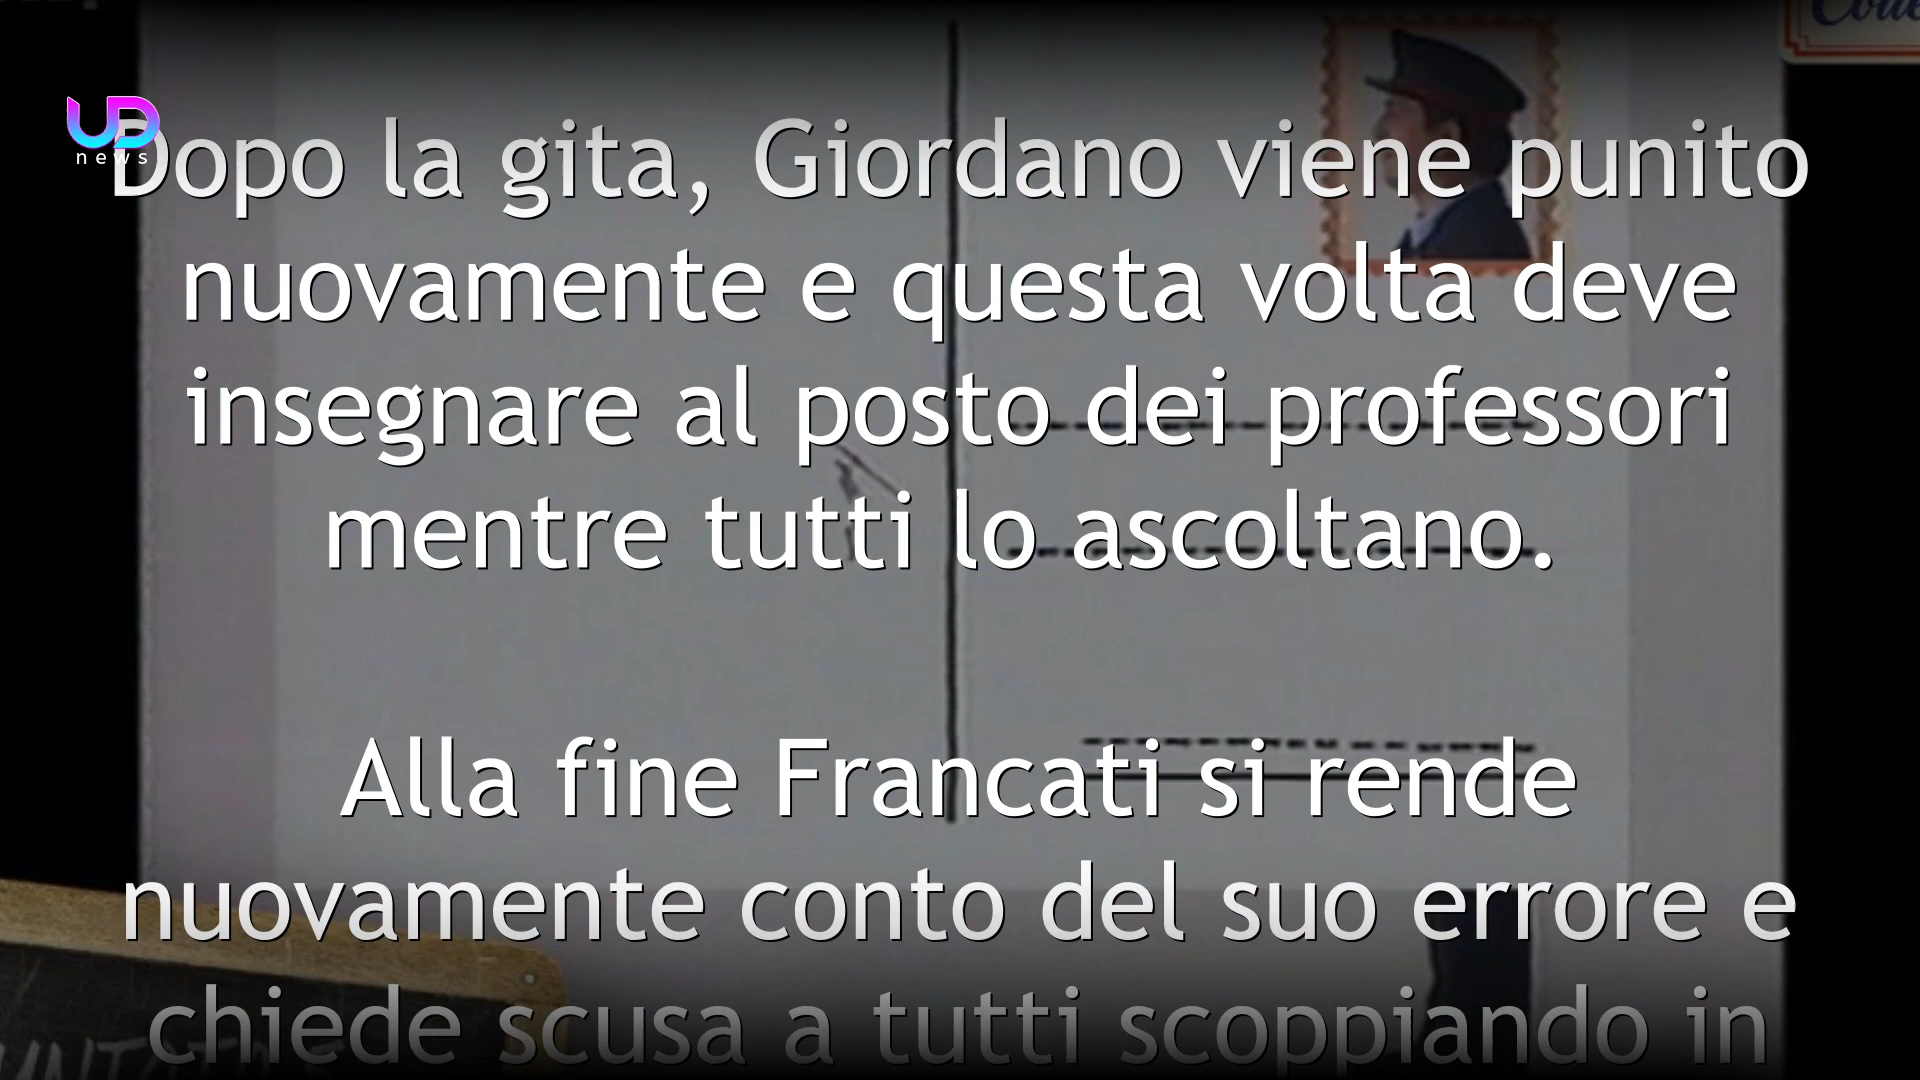 UD
news
Dopo la gita, Giordano viene punito
nuovamente e questa volta deve
insegnare al posto dei professori
mentre tutti lo ascoltano.
Alla fine Francati si rende
nuovamente conto del suo errore e
chiede scusa a tutti scoppiando in